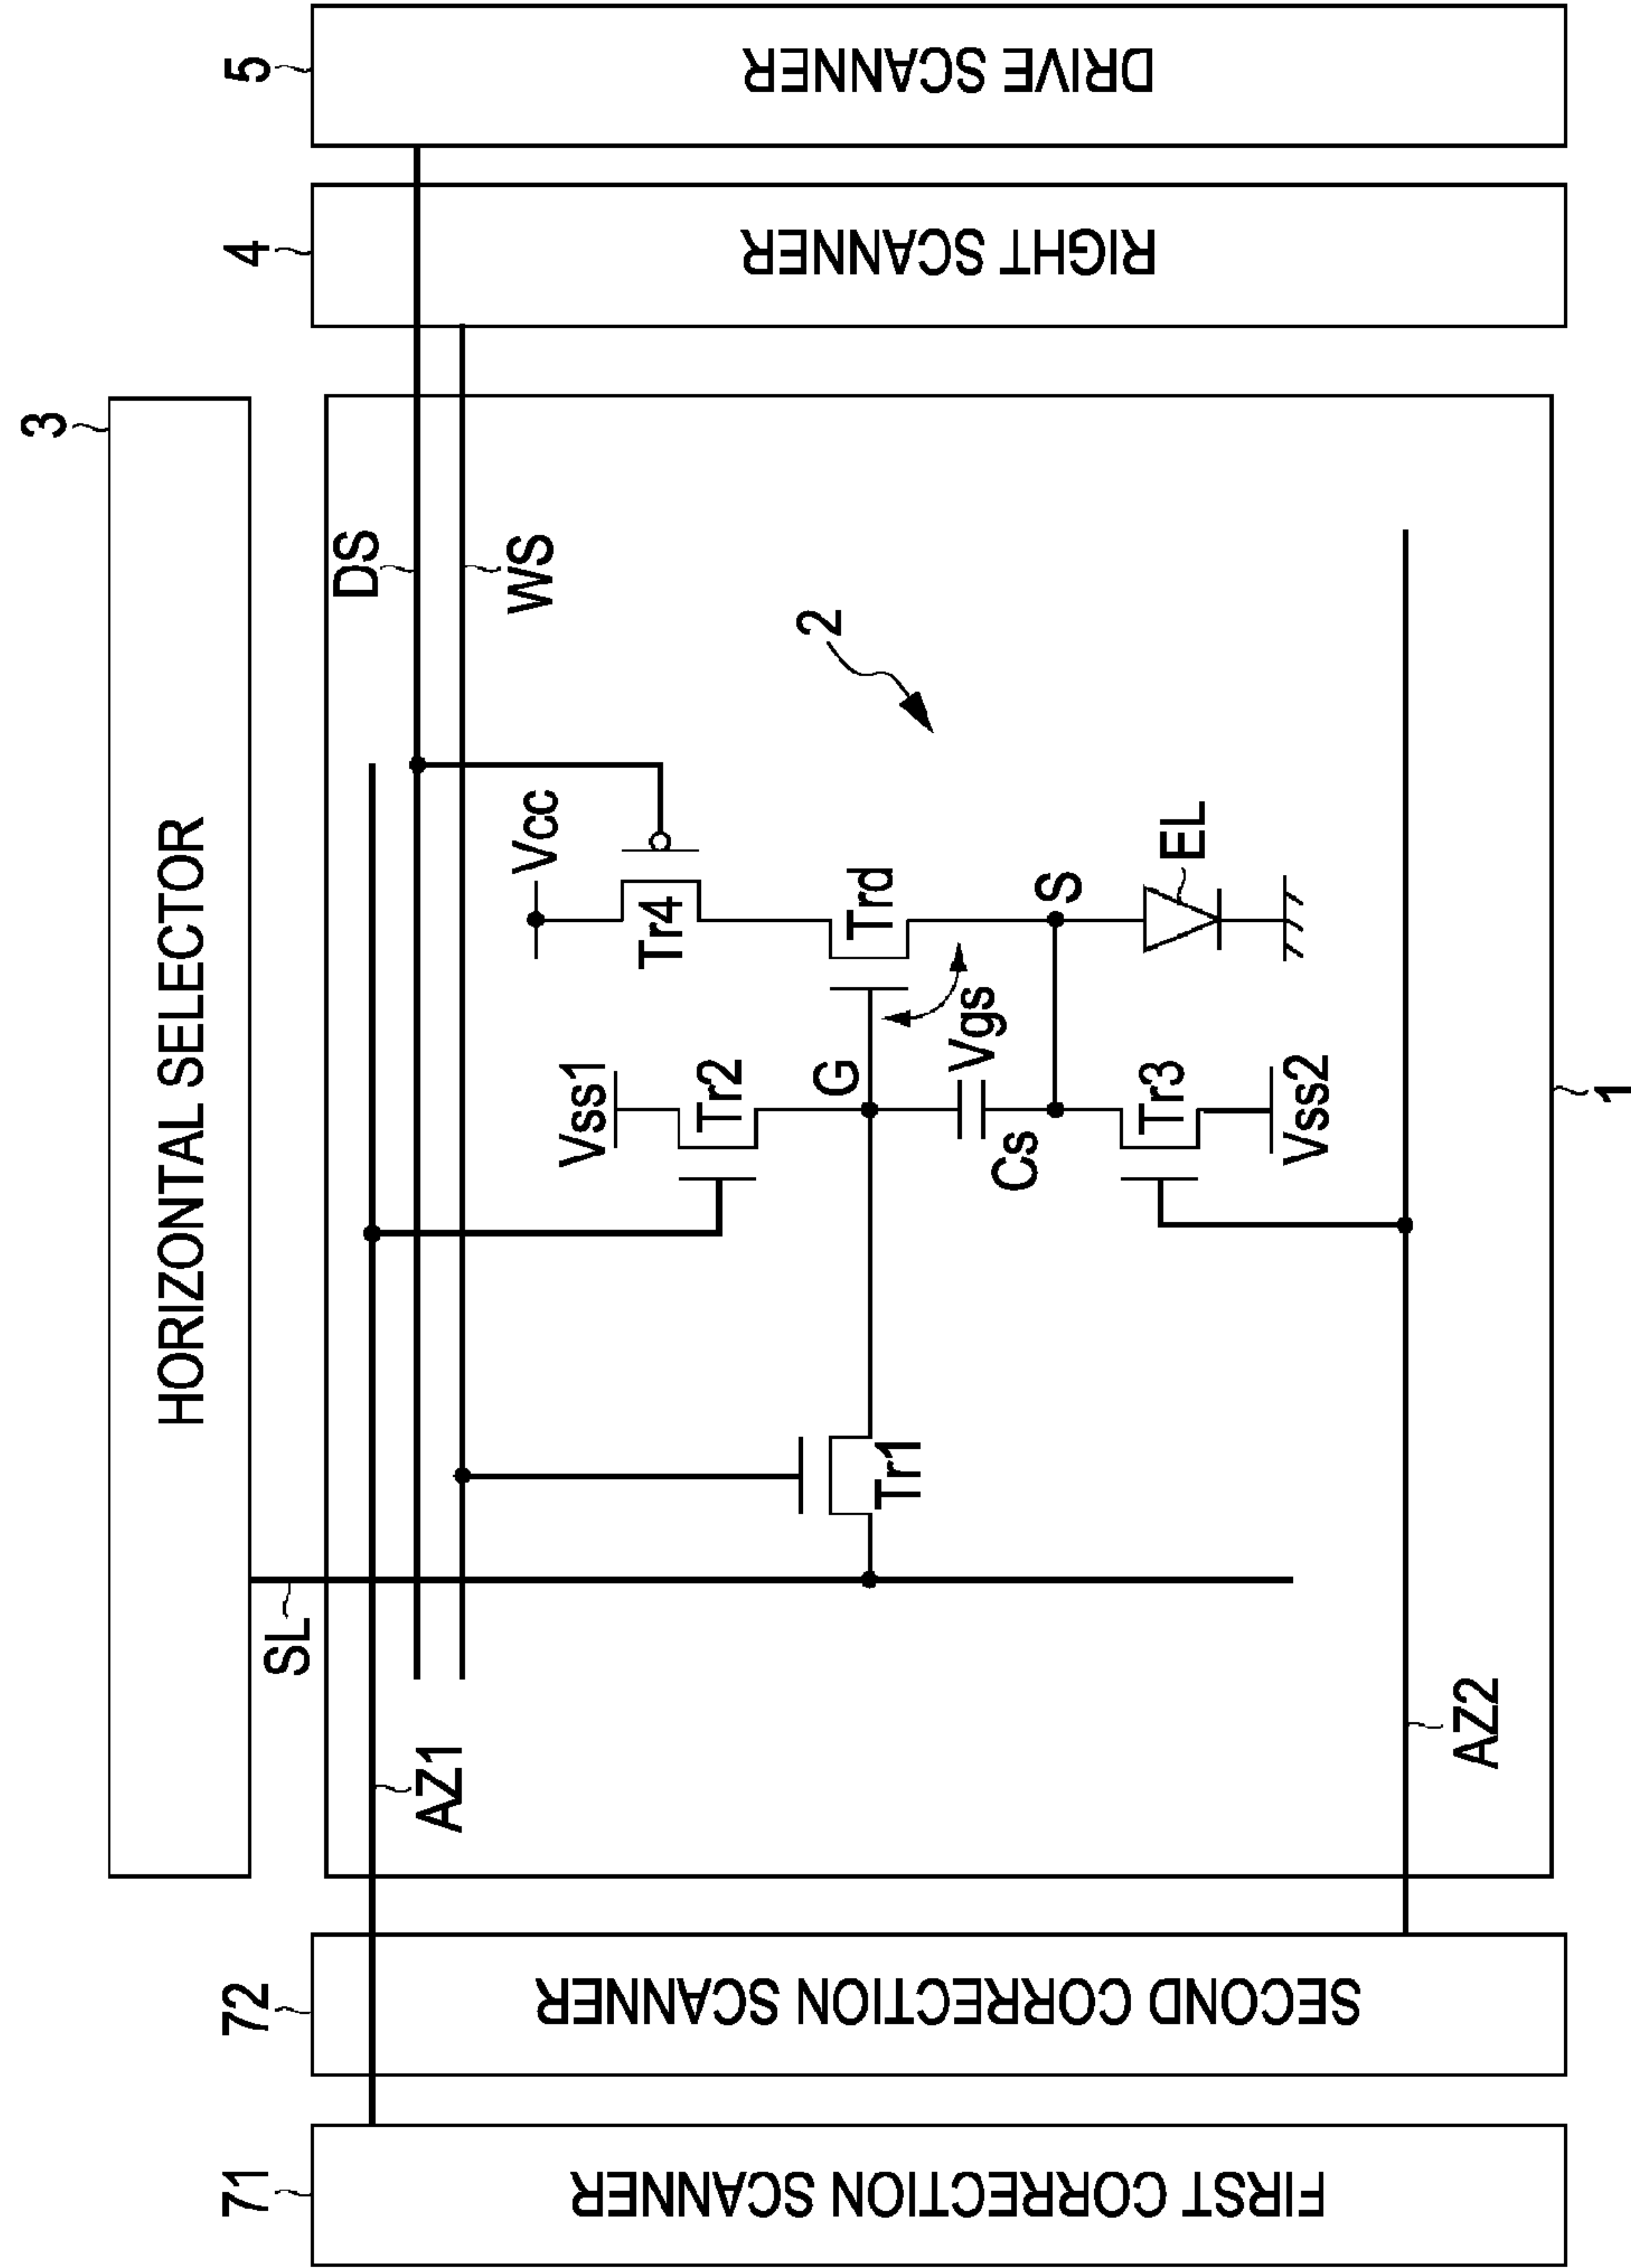 3
HORIZONTAL SELECTOR
71
FIRST CORRECTION SCANNER
72
SECOND CORRECTION SCANNER
SL
AZ1
DS
WS
4
RIGHT SCANNER
5
DRIVE SCANNER
Vcc
Vss1
Tr4
Tr2
2
G
Trd
Tr1
Vgs
Cs
S
Tr3
EL
Vss2
AZ2
1